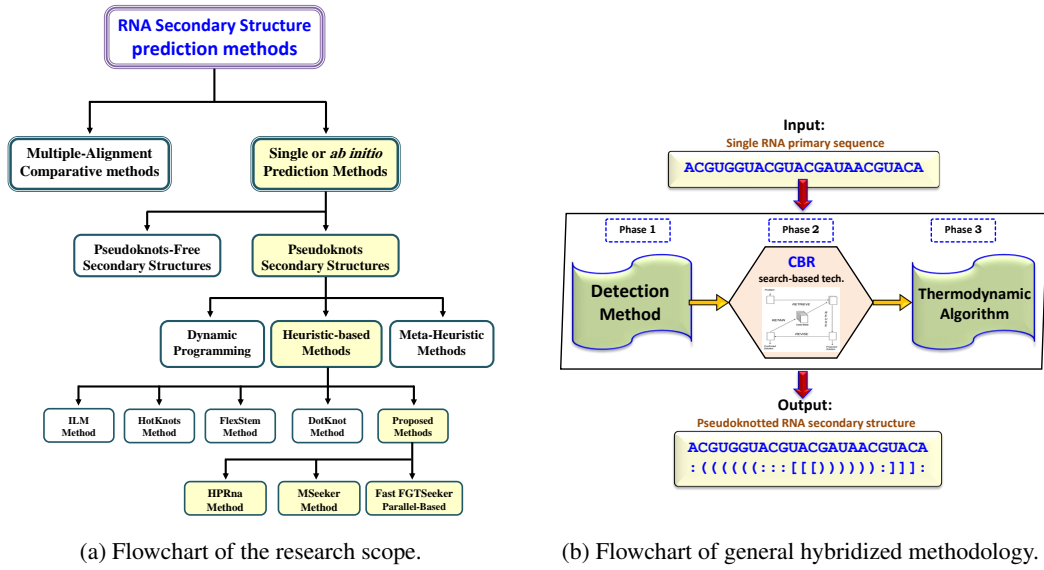 RNA Secondary Structure
prediction methods
Multiple-Alignment
Comparative methods
Single or ab initio
Prediction Methods
Pseudoknots-Free
Secondary Structures
Pseudoknots
Secondary Structures
Dynamic
Programming
Heuristic-based
Methods
Meta-Heuristic
Methods
ILM
Method
HotKnots
Method
FlexStem
Method
DotKnot
Method
Proposed
Methods
HPRna
Method
MSeeker
Method
Fast FGTSeeker
Parallel-Based
(a) Flowchart of the research scope.
Input:
Single RNA primary sequence
ACGUGGUACGUACGAUAACGUACA
Phase 1
Phase 2
Phase 3
Detection
Method
CBR
search-based tech.
RETRIEVE
RETAIN
REVISE
Thermodynamic
Algorithm
Output:
Pseudoknotted RNA secondary structure
ACGUGGUACGUACGAUAACGUACA
:((((((:::[[[)))))):]]]:
(b) Flowchart of general hybridized methodology.